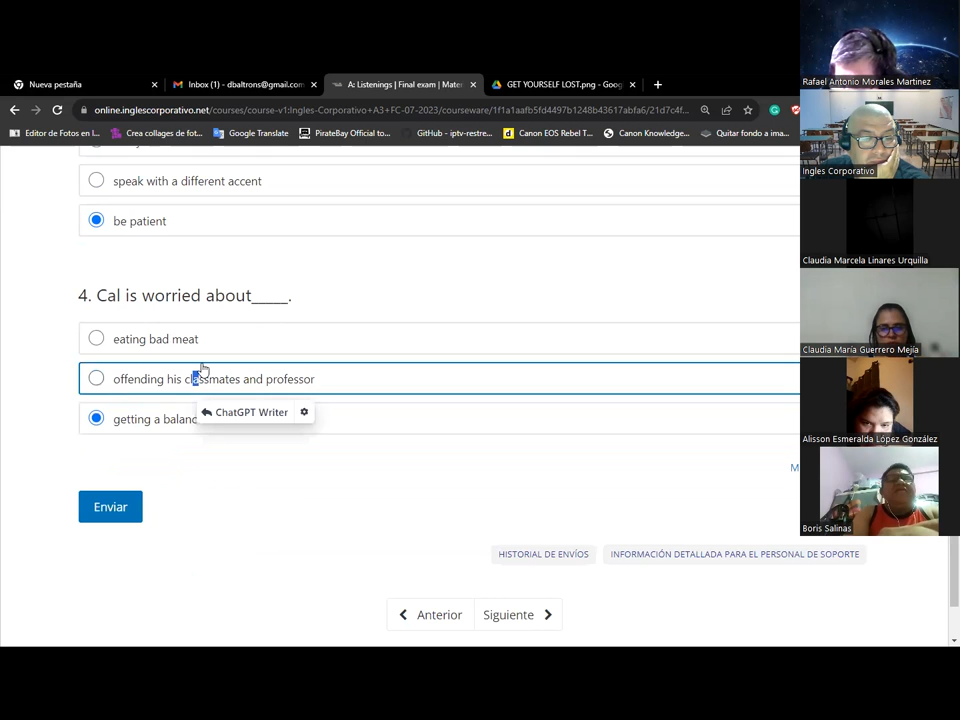 Nueva pestaña
Inbox (1) - dbaltrons@gmail.com
A: Listenings | Final exam | Mater
GET YOURSELF LOST.png - Goog
online.inglescorporativo.net/courses/course-v1:Ingles-Corporativo+A3+FC-07-2023/courseware/1f1a1aafb5fd4497b1248b43617abfa6/21d7c4f...
Editor de Fotos en l...
Crea collages de fot...
Google Translate
PirateBay Official to...
GitHub - iptv-restre...
Canon EOS Rebel T...
Canon Knowledge...
Quitar fondo a ima...
speak with a different accent
be patient
4. Cal is worried about_____.
eating bad meat
offending his classmates and professor
getting a balanc
ChatGPT Writer
M
Enviar
HISTORIAL DE ENVÍOS
INFORMACIÓN DETALLADA PARA EL PERSONAL DE SOPORTE
Anterior
Siguiente
Rafael Antonio Morales Martinez
Ingles Corporativo
Claudia Marcela Linares Urquilla
Claudia María Guerrero Mejía
Alisson Esmeralda López González
Boris Salinas